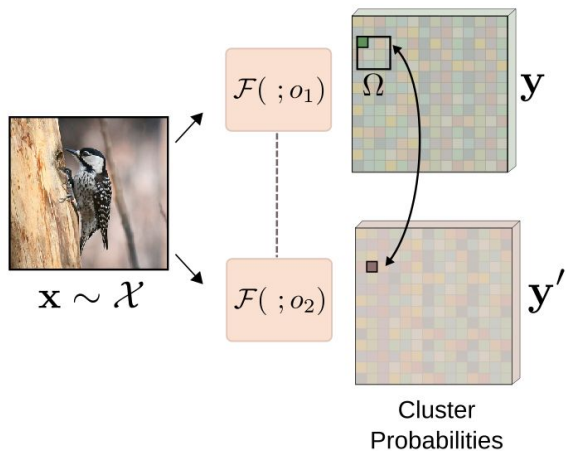 𝓕( ; o₁)
Ω
y
x ∼ 𝒳
𝓕( ; o₂)
y′
Cluster
Probabilities